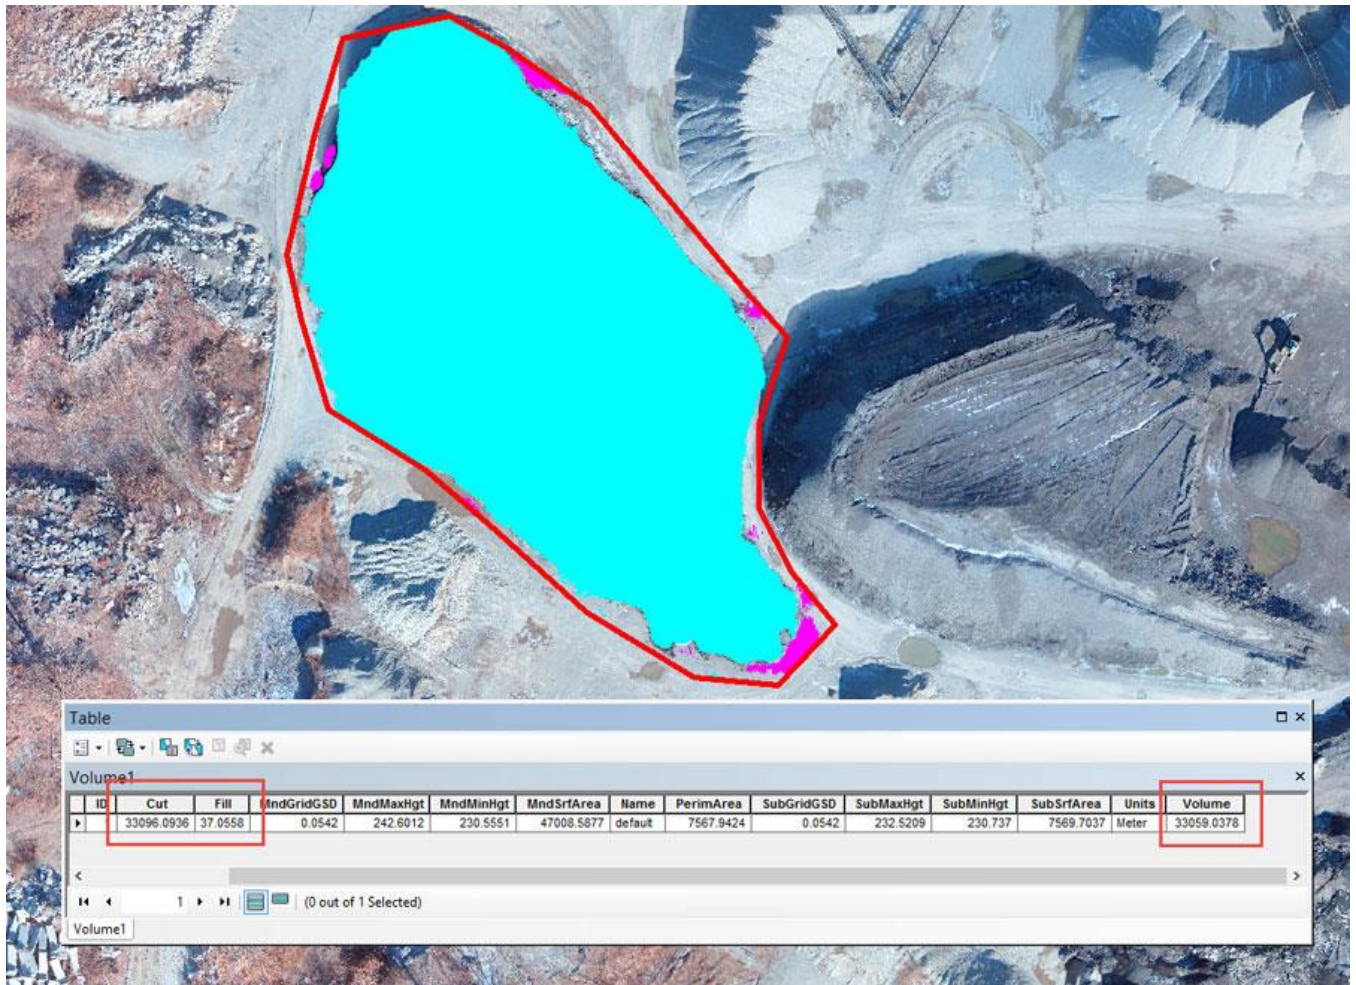 Table
Volume1
ID Cut Fill MndGridGSD MndMaxHgt MndMinHgt MndSrfArea Name PerimArea SubGridGSD SubMaxHgt SubMinHgt SubSrfArea Units Volume
33096.0936 37.0558 0.0542 242.6012 230.5551 47008.5877 default 7567.9424 0.0542 232.5209 230.737 7569.7037 Meter 33059.0378
1 (0 out of 1 Selected)
Volume1